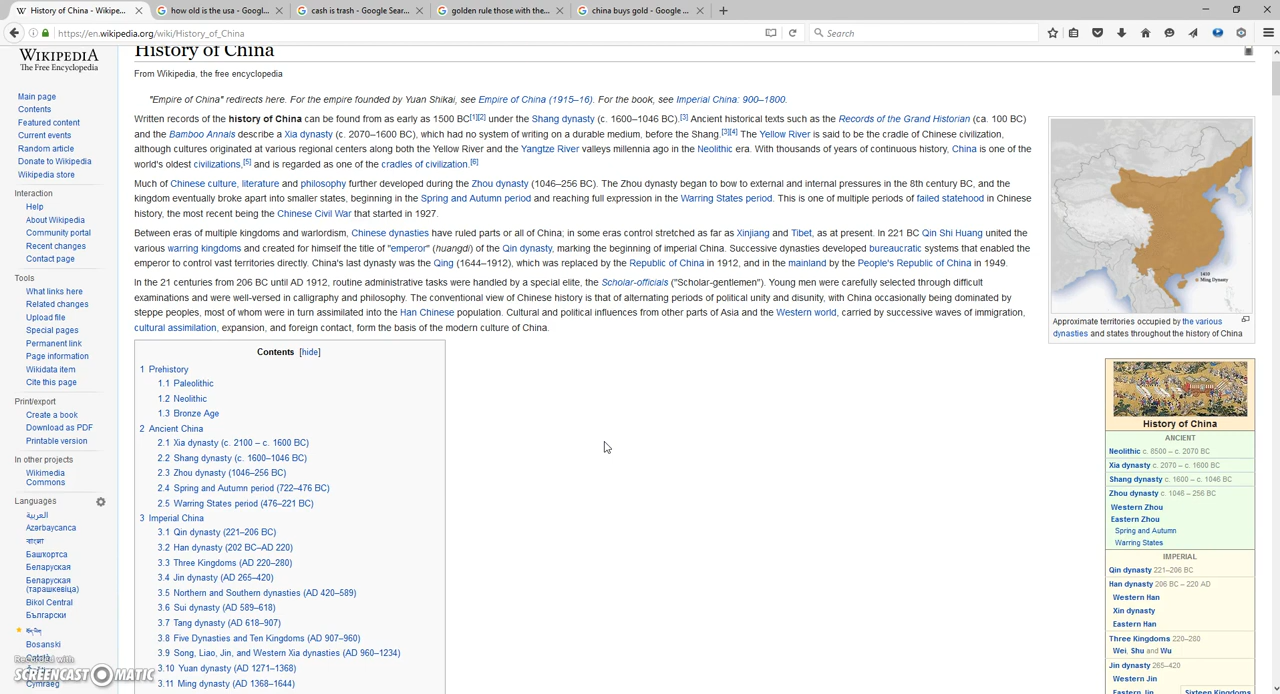 History of China - Wikipe...
how old is the usa - Googl...
cash is trash - Google Sear...
golden rule those with the...
china buys gold - Google ...
https://en.wikipedia.org/wiki/History_of_China
Search
WIKIPEDIA
The Free Encyclopedia
Main page
Contents
Featured content
Current events
Random article
Donate to Wikipedia
Wikipedia store
Interaction
Help
About Wikipedia
Community portal
Recent changes
Contact page
Tools
What links here
Related changes
Upload file
Special pages
Permanent link
Page information
Wikidata item
Cite this page
Print/export
Create a book
Download as PDF
Printable version
In other projects
Wikimedia
Commons
Languages
العربية
Azərbaycanca
বাংলা
Башҡортса
Беларуская
Беларуская
(тарашкевіца)
Bikol Central
Български
Bosanski
Català
Cymraeg
Recorded with
SCREENCAST-O-MATIC
History of China
From Wikipedia, the free encyclopedia
"Empire of China" redirects here. For the empire founded by Yuan Shikai, see Empire of China (1915–16). For the book, see Imperial China: 900–1800.
Written records of the history of China can be found from as early as 1500 BC[1][2] under the Shang dynasty (c. 1600–1046 BC).[3] Ancient historical texts such as the Records of the Grand Historian (ca. 100 BC)
and the Bamboo Annals describe a Xia dynasty (c. 2070–1600 BC), which had no system of writing on a durable medium, before the Shang.[3][4] The Yellow River is said to be the cradle of Chinese civilization,
although cultures originated at various regional centers along both the Yellow River and the Yangtze River valleys millennia ago in the Neolithic era. With thousands of years of continuous history, China is one of the
world's oldest civilizations,[5] and is regarded as one of the cradles of civilization.[6]
Much of Chinese culture, literature and philosophy further developed during the Zhou dynasty (1046–256 BC). The Zhou dynasty began to bow to external and internal pressures in the 8th century BC, and the
kingdom eventually broke apart into smaller states, beginning in the Spring and Autumn period and reaching full expression in the Warring States period. This is one of multiple periods of failed statehood in Chinese
history, the most recent being the Chinese Civil War that started in 1927.
Between eras of multiple kingdoms and warlordism, Chinese dynasties have ruled parts or all of China; in some eras control stretched as far as Xinjiang and Tibet, as at present. In 221 BC Qin Shi Huang united the
various warring kingdoms and created for himself the title of "emperor" (huangdi) of the Qin dynasty, marking the beginning of imperial China. Successive dynasties developed bureaucratic systems that enabled the
emperor to control vast territories directly. China's last dynasty was the Qing (1644–1912), which was replaced by the Republic of China in 1912, and in the mainland by the People's Republic of China in 1949.
In the 21 centuries from 206 BC until AD 1912, routine administrative tasks were handled by a special elite, the Scholar-officials ("Scholar-gentlemen"). Young men were carefully selected through difficult
examinations and were well-versed in calligraphy and philosophy. The conventional view of Chinese history is that of alternating periods of political unity and disunity, with China occasionally being dominated by
steppe peoples, most of whom were in turn assimilated into the Han Chinese population. Cultural and political influences from other parts of Asia and the Western world, carried by successive waves of immigration,
cultural assimilation, expansion, and foreign contact, form the basis of the modern culture of China.
Contents [hide]
1 Prehistory
1.1 Paleolithic
1.2 Neolithic
1.3 Bronze Age
2 Ancient China
2.1 Xia dynasty (c. 2100 – c. 1600 BC)
2.2 Shang dynasty (c. 1600–1046 BC)
2.3 Zhou dynasty (1046–256 BC)
2.4 Spring and Autumn period (722–476 BC)
2.5 Warring States period (476–221 BC)
3 Imperial China
3.1 Qin dynasty (221–206 BC)
3.2 Han dynasty (202 BC–AD 220)
3.3 Three Kingdoms (AD 220–280)
3.4 Jin dynasty (AD 265–420)
3.5 Northern and Southern dynasties (AD 420–589)
3.6 Sui dynasty (AD 589–618)
3.7 Tang dynasty (AD 618–907)
3.8 Five Dynasties and Ten Kingdoms (AD 907–960)
3.9 Song, Liao, Jin, and Western Xia dynasties (AD 960–1234)
3.10 Yuan dynasty (AD 1271–1368)
3.11 Ming dynasty (AD 1368–1644)
1410
Ming Dynasty
Approximate territories occupied by the various
dynasties and states throughout the history of China
History of China
ANCIENT
Neolithic c. 8500 – c. 2070 BC
Xia dynasty c. 2070 – c. 1600 BC
Shang dynasty c. 1600 – c. 1046 BC
Zhou dynasty c. 1046 – 256 BC
Western Zhou
Eastern Zhou
Spring and Autumn
Warring States
IMPERIAL
Qin dynasty 221–206 BC
Han dynasty 206 BC – 220 AD
Western Han
Xin dynasty
Eastern Han
Three Kingdoms 220–280
Wei, Shu and Wu
Jin dynasty 265–420
Western Jin
Eastern Jin
Sixteen Kingdoms